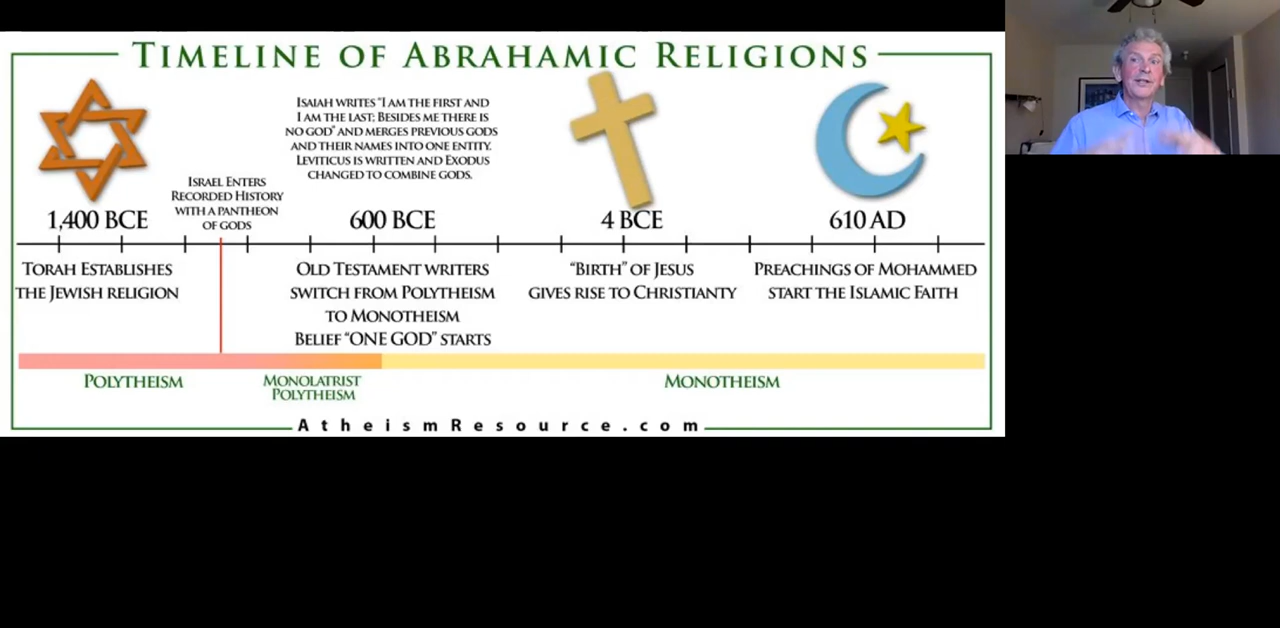 TIMELINE OF ABRAHAMIC RELIGIONS
ISAIAH WRITES "I AM THE FIRST AND
I AM THE LAST; BESIDES ME THERE IS
NO GOD" AND MERGES PREVIOUS GODS
AND THEIR NAMES INTO ONE ENTITY.
LEVITICUS IS WRITTEN AND EXODUS
CHANGED TO COMBINE GODS.
ISRAEL ENTERS
RECORDED HISTORY
WITH A PANTHEON
OF GODS
1,400 BCE
600 BCE
4 BCE
610 AD
TORAH ESTABLISHES
THE JEWISH RELIGION
OLD TESTAMENT WRITERS
SWITCH FROM POLYTHEISM
TO MONOTHEISM
BELIEF "ONE GOD" STARTS
"BIRTH" OF JESUS
GIVES RISE TO CHRISTIANTY
PREACHINGS OF MOHAMMED
START THE ISLAMIC FAITH
POLYTHEISM
MONOLATRIST
POLYTHEISM
MONOTHEISM
AtheismResource.com